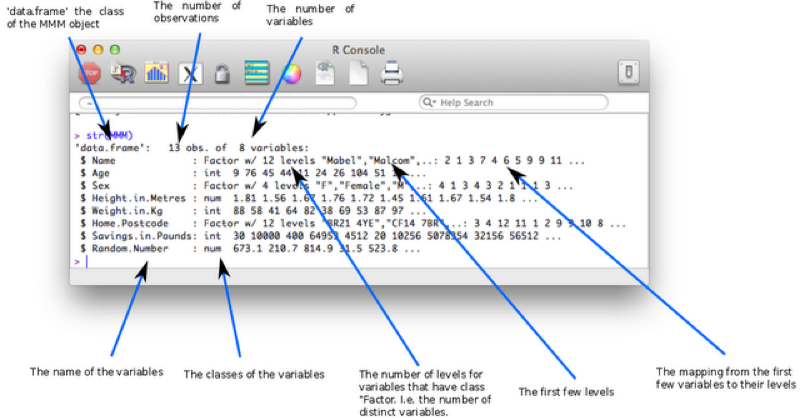 'data.frame' the class
of the MMM object
The number of
observations
The number of
variables
R Console
STOP
R
X
Help Search
> str(MMM)
'data.frame': 13 obs. of 8 variables:
$ Name : Factor w/ 12 levels "Mabel","Malcom",..: 2 1 3 7 4 6 5 9 9 11 ...
$ Age : int 9 76 45 44 11 24 26 104 51 ...
$ Sex : Factor w/ 4 levels "F","Female","M",..: 4 1 3 4 3 2 1 1 1 3 ...
$ Height.in.Metres : num 1.81 1.56 1.67 1.76 1.72 1.45 1.61 1.67 1.54 1.8 ...
$ Weight.in.Kg : int 88 58 41 64 82 38 69 53 87 97 ...
$ Home.Postcode : Factor w/ 12 levels 4YE","CF14 7BR",..: 3 4 12 11 1 2 9 9 10 8 ...
$ Savings.in.Pounds: int 30 10000 400 4512 20 10256 5078354 32156 56512 ...
$ Random.Number : num 673.1 210.7 814.9 523.8 ...
>
The name of the variables
The classes of the variables
The number of levels for
variables that have class
"Factor. I.e. the number of
distinct variables.
The first few levels
The mapping from the first
few variables to their levels